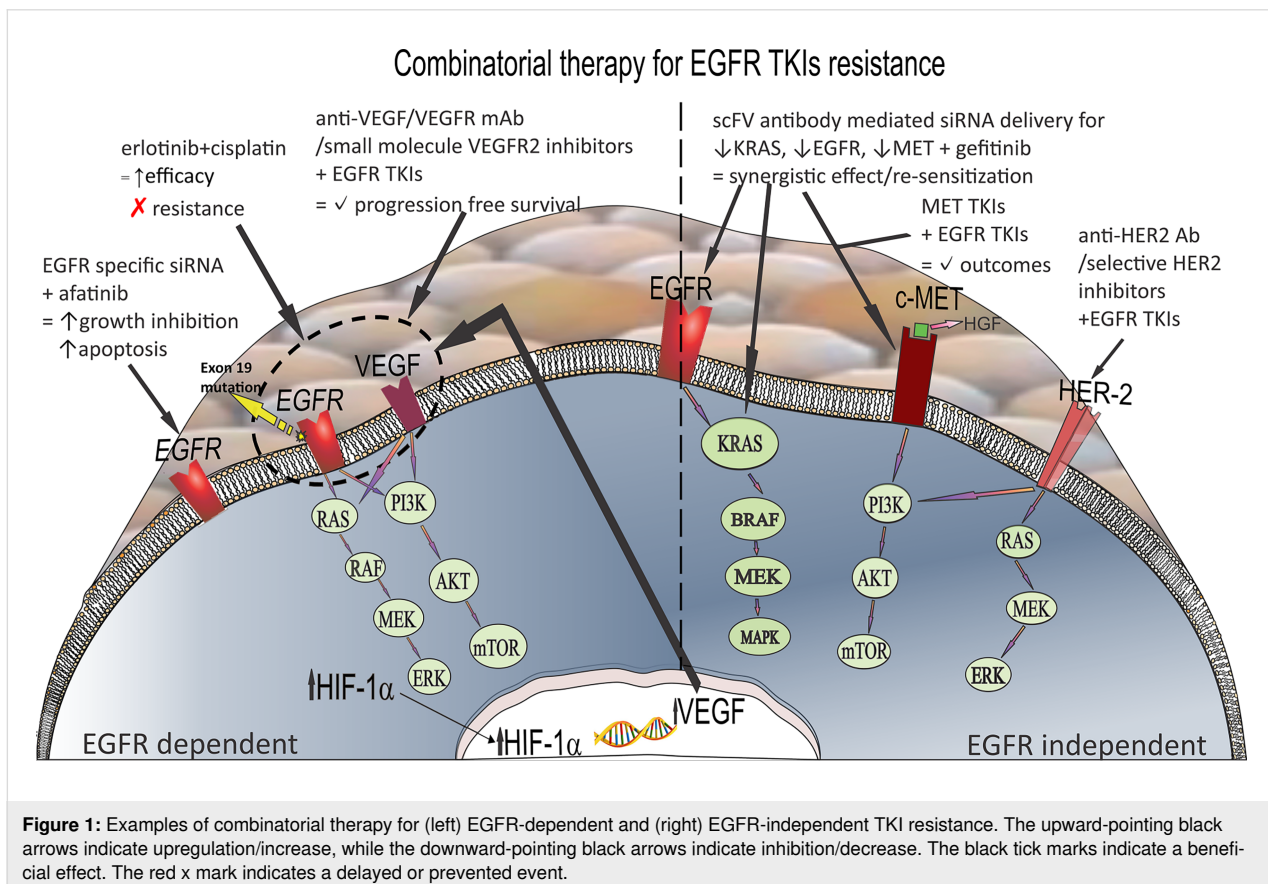 Combinatorial therapy for EGFR TKIs resistance
erlotinib+cisplatin
= ↑efficacy
✗ resistance
anti-VEGF/VEGFR mAb
/small molecule VEGFR2 inhibitors
+ EGFR TKIs
= ✓ progression free survival
scFV antibody mediated siRNA delivery for
↓KRAS, ↓EGFR, ↓MET + gefitinib
= synergistic effect/re-sensitization
MET TKIs
+ EGFR TKIs
= ✓ outcomes
anti-HER2 Ab
/selective HER2
inhibitors
+EGFR TKIs
EGFR specific siRNA
+ afatinib
= ↑growth inhibition
↑apoptosis
Exon 19
mutation
EGFR
EGFR
VEGF
EGFR
c-MET
HGF
HER-2
RAS
PI3K
RAF
AKT
MEK
mTOR
ERK
KRAS
BRAF
MEK
MAPK
PI3K
AKT
mTOR
RAS
MEK
ERK
↑HIF-1α
↑HIF-1α
↑VEGF
EGFR dependent
EGFR independent
Figure 1: Examples of combinatorial therapy for (left) EGFR-dependent and (right) EGFR-independent TKI resistance. The upward-pointing black
arrows indicate upregulation/increase, while the downward-pointing black arrows indicate inhibition/decrease. The black tick marks indicate a benefi-
cial effect. The red x mark indicates a delayed or prevented event.